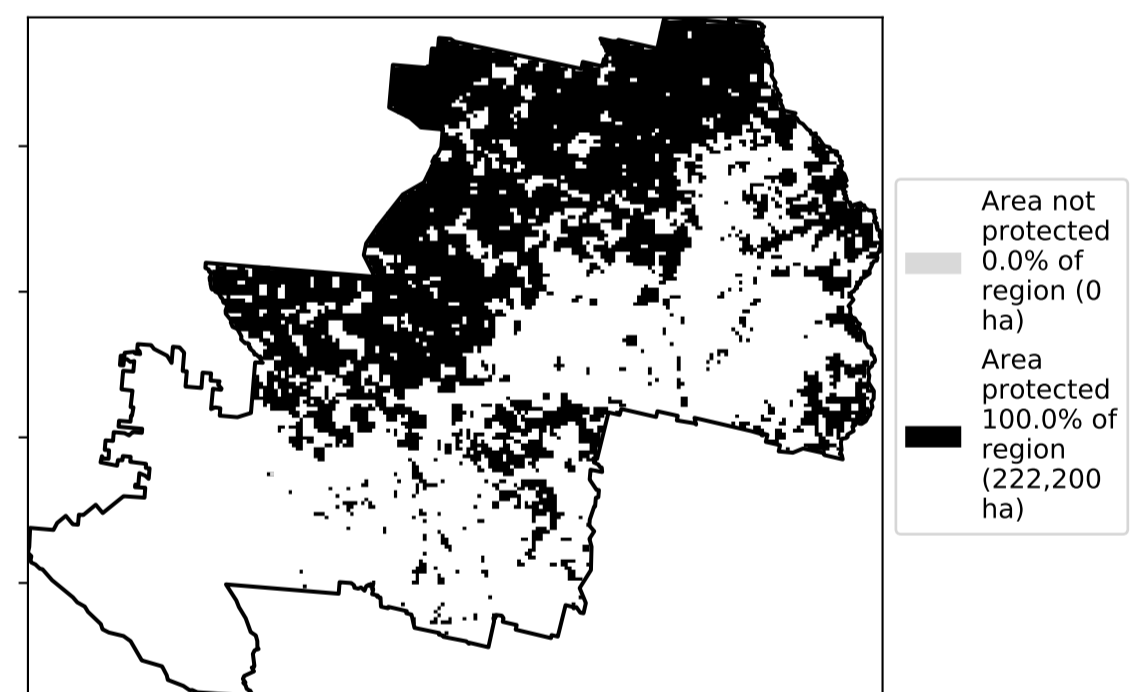 Area not
protected
0.0% of
region (0
ha)
Area
protected
100.0% of
region
(222,200
ha)